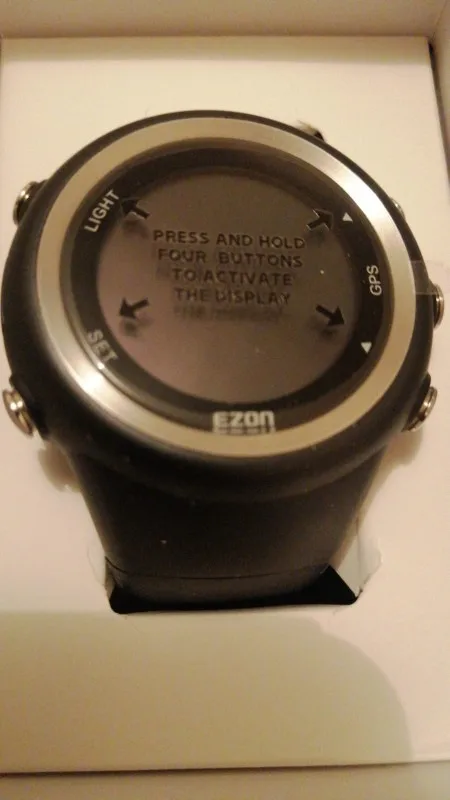 LIGHT
PRESS AND HOLD
FOUR BUTTONS
TO ACTIVATE
THE DISPLAY
GPS
SET
EZON